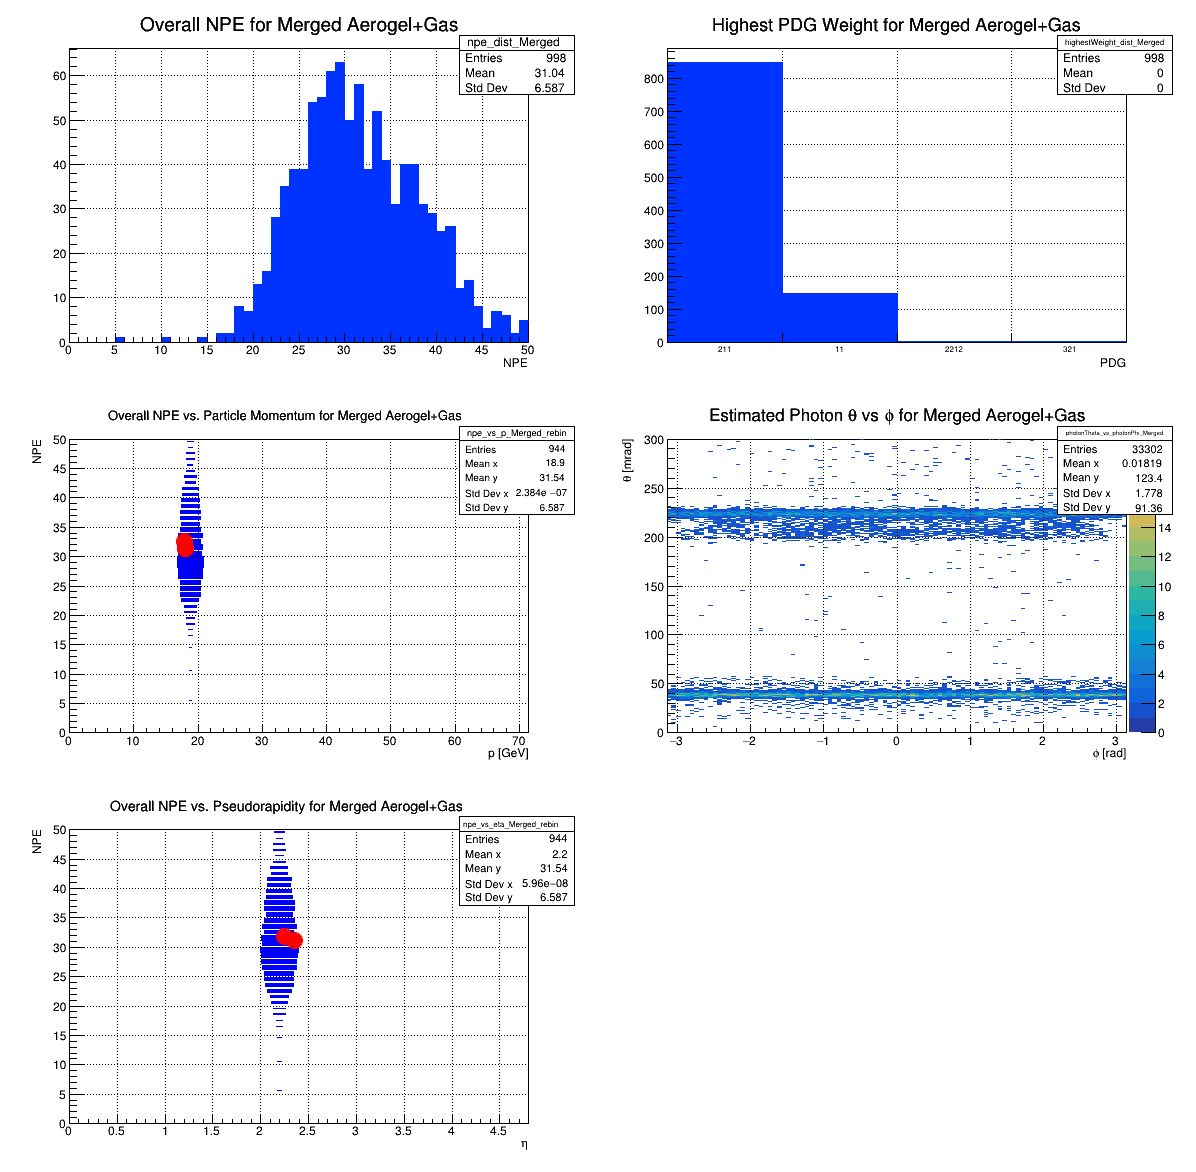 Overall NPE for Merged Aerogel+Gas
npe_dist_Merged
Entries 998
Mean 31.04
Std Dev 6.587
60
50
40
30
20
10
0
0 5 10 15 20 25 30 35 40 45 50
NPE
Highest PDG Weight for Merged Aerogel+Gas
highestWeight_dist_Merged
Entries 998
Mean 0
Std Dev 0
800
700
600
500
400
300
200
100
0
211 11 2212 321
PDG
Overall NPE vs. Particle Momentum for Merged Aerogel+Gas
npe_vs_p_Merged_rebin
Entries 944
Mean x 18.9
Mean y 31.54
Std Dev x 2.384e −07
Std Dev y 6.587
NPE
50
45
40
35
30
25
20
15
10
5
0
0 10 20 30 40 50 60 70
p [GeV]
Estimated Photon θ vs ϕ for Merged Aerogel+Gas
photonTheta_vs_photonPhi_Merged
Entries 33302
Mean x 0.01819
Mean y 123.4
Std Dev x 1.778
Std Dev y 91.36
θ [mrad]
300
250
200
150
100
50
0
−3 −2 −1 0 1 2 3
ϕ [rad]
14
12
10
8
6
4
2
0
Overall NPE vs. Pseudorapidity for Merged Aerogel+Gas
npe_vs_eta_Merged_rebin
Entries 944
Mean x 2.2
Mean y 31.54
Std Dev x 5.96e−08
Std Dev y 6.587
NPE
50
45
40
35
30
25
20
15
10
5
0
0 0.5 1 1.5 2 2.5 3 3.5 4 4.5
η